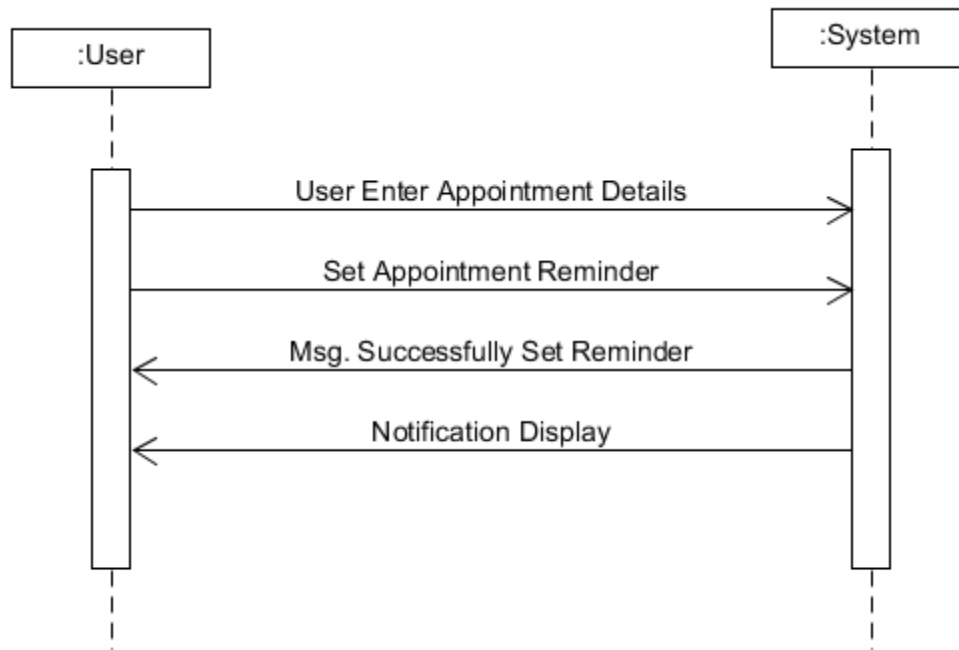 :User
:System
User Enter Appointment Details
Set Appointment Reminder
Msg. Successfully Set Reminder
Notification Display